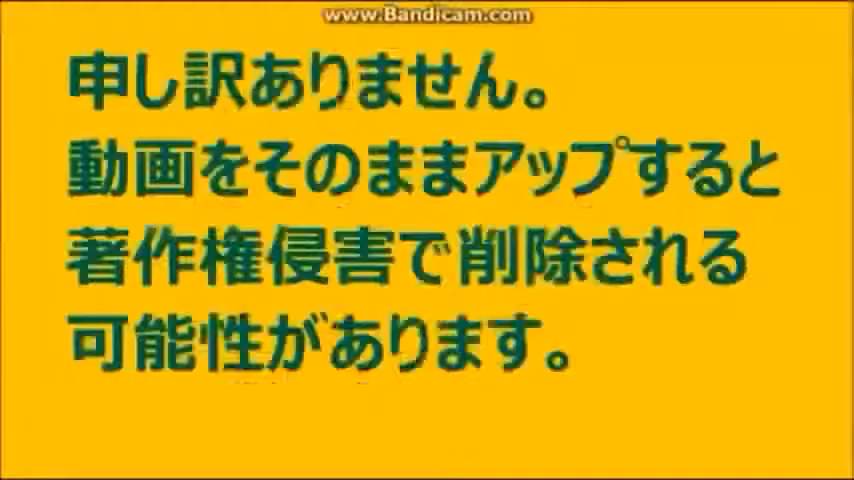 www.Bandicam.com
申し訳ありません。
動画をそのままアップすると
著作権侵害で削除される
可能性があります。